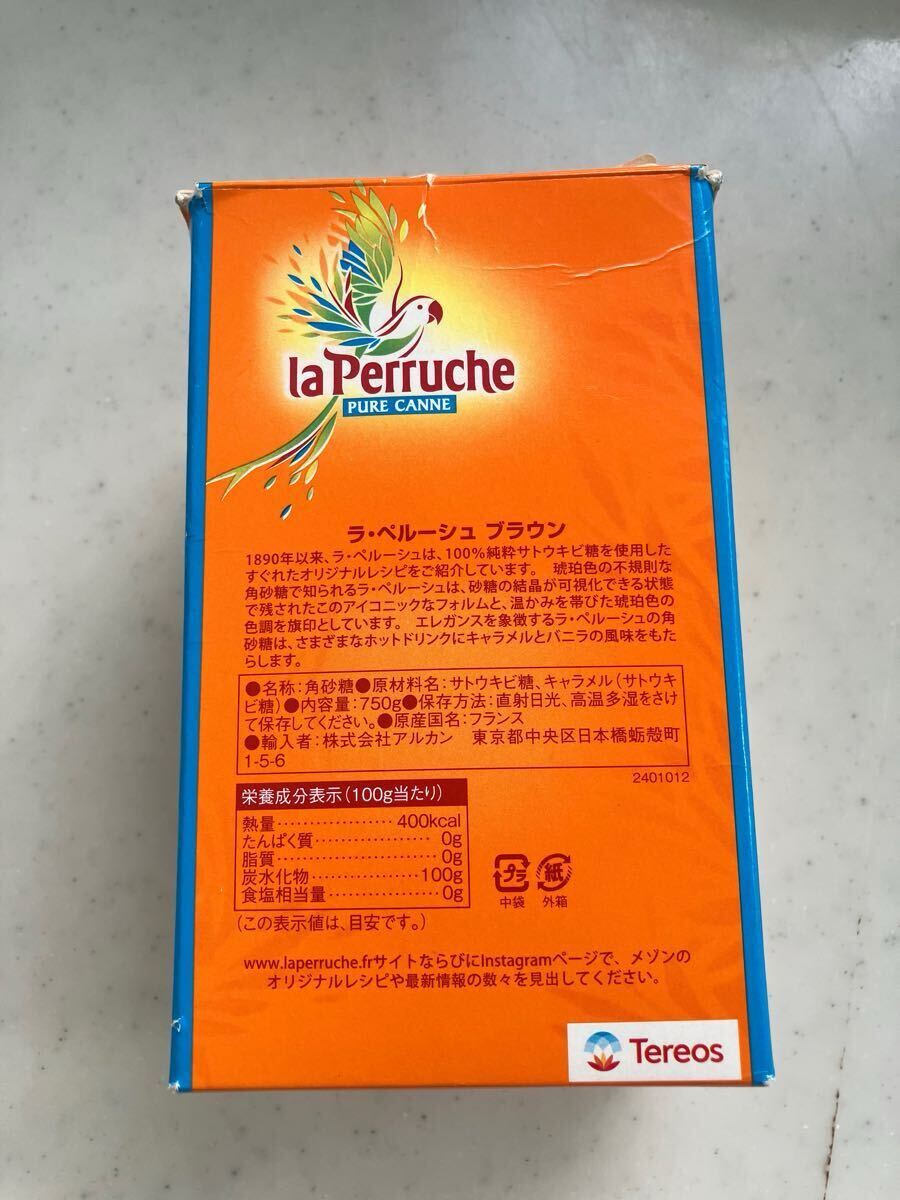 la Perruche
PURE CANNE
ラ・ペルーシュ ブラウン
1890年以来、ラ・ペルーシュは、100%純粋サトウキビ糖を使用した
すぐれたオリジナルレシピをご紹介しています。 琥珀色の不規則な
角砂糖で知られるラ・ペルーシュは、砂糖の結晶が可視化できる状態
で残されたこのアイコニックなフォルムと、温かみを帯びた琥珀色の
色調を旗印としています。 エレガンスを象徴するラ・ペルーシュの角
砂糖は、さまざまなホットドリンクにキャラメルとバニラの風味をもた
らします。
●名称:角砂糖●原材料名:サトウキビ糖、キャラメル(サトウキ
ビ糖)●内容量:750g●保存方法:直射日光、高温多湿をさけ
て保存してください。●原産国名:フランス
●輸入者:株式会社アルカン 東京都中央区日本橋蛎殻町
1-5-6
2401012
栄養成分表示(100g当たり)
熱量………………400kcal
たんぱく質………………0g
脂質………………0g
炭水化物………………100g
食塩相当量………………0g
(この表示値は、目安です。)
プラ 紙
中袋 外箱
www.laperruche.frサイトならびにInstagramページで、メゾンの
オリジナルレシピや最新情報の数々を見出してください。
Tereos